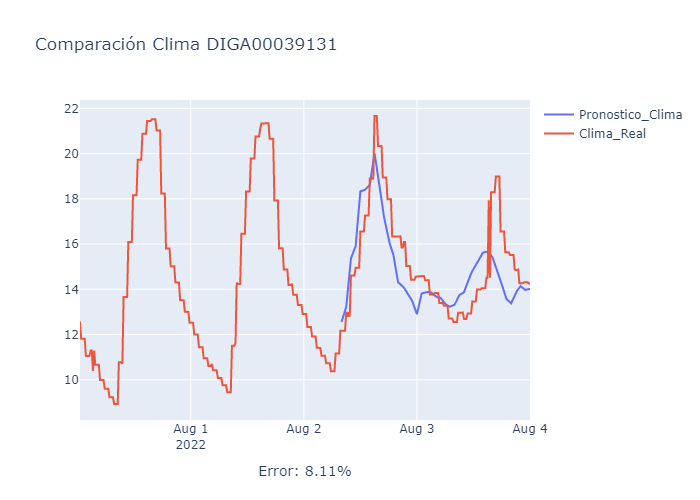 Comparación Clima DIGA00039131
Pronostico_Clima
Clima_Real
22
20
18
16
14
12
10
Aug 1
2022
Aug 2
Aug 3
Aug 4
Error: 8.11%